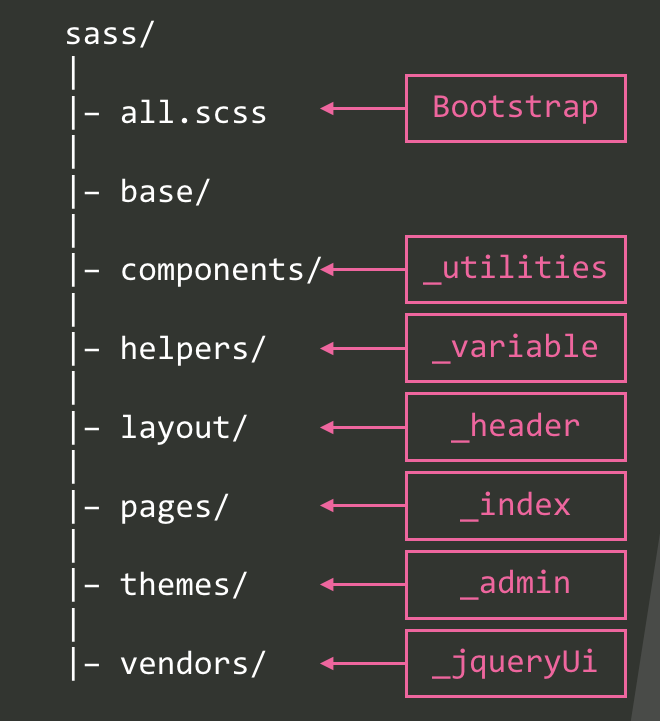 sass/
|
|- all.scss Bootstrap
|
|- base/
|
|- components/ _utilities
|
|- helpers/ _variable
|
|- layout/ _header
|
|- pages/ _index
|
|- themes/ _admin
|
|- vendors/ _jqueryUi